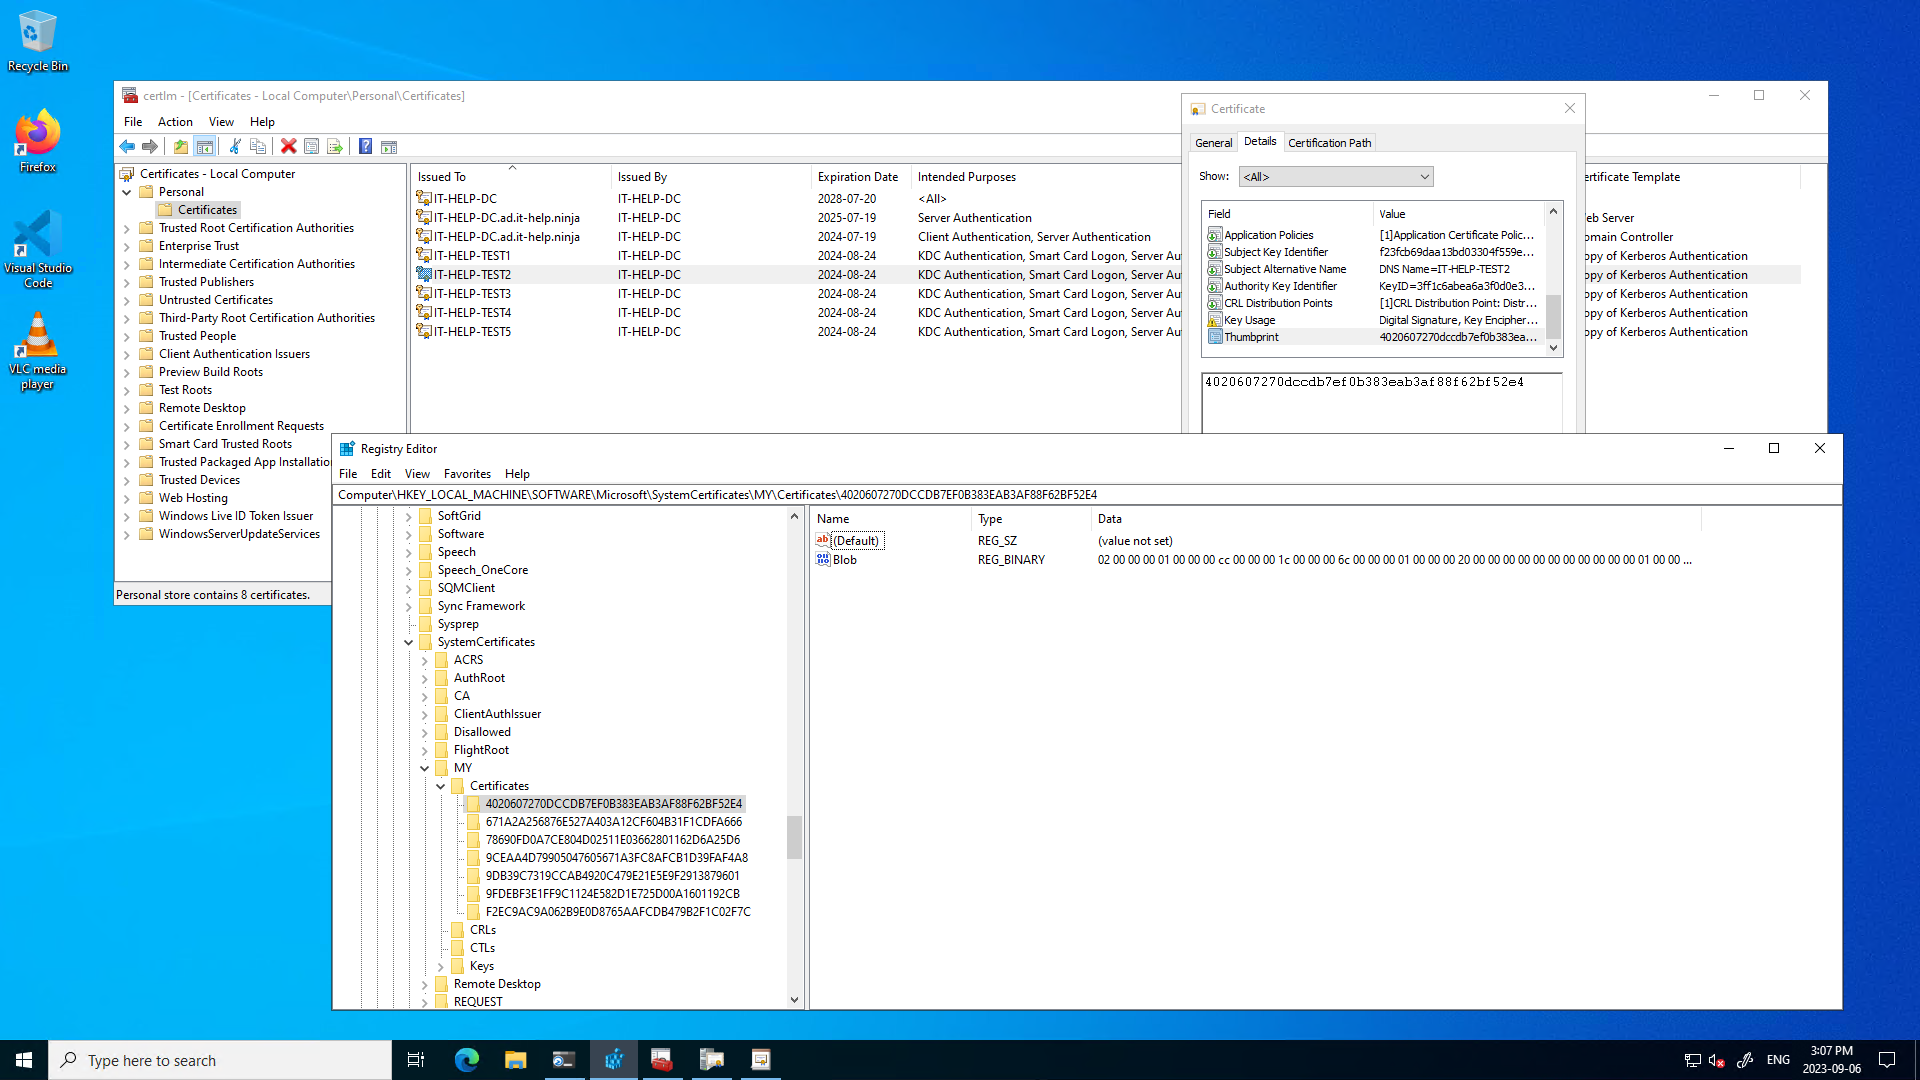 Recycle Bin
Firefox
Visual Studio
Code
VLC media
player
certlm - [Certificates - Local Computer\Personal\Certificates]
File Action View Help
Certificates - Local Computer
Personal
Certificates
Trusted Root Certification Authorities
Enterprise Trust
Intermediate Certification Authorities
Trusted Publishers
Untrusted Certificates
Third-Party Root Certification Authorities
Trusted People
Client Authentication Issuers
Preview Build Roots
Test Roots
Remote Desktop
Certificate Enrollment Requests
Smart Card Trusted Roots
Trusted Packaged App Installatio
Trusted Devices
Web Hosting
Windows Live ID Token Issuer
WindowsServerUpdateServices
Personal store contains 8 certificates.
Issued To Issued By Expiration Date Intended Purposes ertificate Template
IT-HELP-DC IT-HELP-DC 2028-07-20 <All>
IT-HELP-DC.ad.it-help.ninja IT-HELP-DC 2025-07-19 Server Authentication eb Server
IT-HELP-DC.ad.it-help.ninja IT-HELP-DC 2024-07-19 Client Authentication, Server Authentication omain Controller
IT-HELP-TEST1 IT-HELP-DC 2024-08-24 KDC Authentication, Smart Card Logon, Server Au opy of Kerberos Authentication
IT-HELP-TEST2 IT-HELP-DC 2024-08-24 KDC Authentication, Smart Card Logon, Server Au opy of Kerberos Authentication
IT-HELP-TEST3 IT-HELP-DC 2024-08-24 KDC Authentication, Smart Card Logon, Server Au opy of Kerberos Authentication
IT-HELP-TEST4 IT-HELP-DC 2024-08-24 KDC Authentication, Smart Card Logon, Server Au opy of Kerberos Authentication
IT-HELP-TEST5 IT-HELP-DC 2024-08-24 KDC Authentication, Smart Card Logon, Server Au opy of Kerberos Authentication
Certificate
General Details Certification Path
Show: <All>
Field Value
Application Policies [1]Application Certificate Polic...
Subject Key Identifier f23fcb69daa13bd03304f559e...
Subject Alternative Name DNS Name=IT-HELP-TEST2
Authority Key Identifier KeyID=3ff1c6abea6a3f0d0e3...
CRL Distribution Points [1]CRL Distribution Point: Distr...
Key Usage Digital Signature, Key Encipher...
Thumbprint 4020607270dccdb7ef0b383ea...
4020607270dccdb7ef0b383eab3af88f62bf52e4
Registry Editor
File Edit View Favorites Help
Computer\HKEY_LOCAL_MACHINE\SOFTWARE\Microsoft\SystemCertificates\MY\Certificates\4020607270DCCDB7EF0B383EAB3AF88F62BF52E4
SoftGrid
Software
Speech
Speech_OneCore
SQMClient
Sync Framework
Sysprep
SystemCertificates
ACRS
AuthRoot
CA
ClientAuthIssuer
Disallowed
FlightRoot
MY
Certificates
4020607270DCCDB7EF0B383EAB3AF88F62BF52E4
671A2A256876E527A403A12CF604B31F1CDFA666
78690FD0A7CE804D02511E03662801162D6A25D6
9CEAA4D79905047605671A3FC8AFCB1D39FAF4A8
9DB39C7319CCAB4920C479E21E5E9F2913879601
9FDEBF3E1FF9C1124E582D1E725D00A1601192CB
F2EC9AC9A062B9E0D8765AAFCDB479B2F1C02F7C
CRLs
CTLs
Keys
Remote Desktop
REQUEST
Name Type Data
(Default) REG_SZ (value not set)
Blob REG_BINARY 02 00 00 00 01 00 00 00 cc 00 00 00 1c 00 00 00 6c 00 00 00 01 00 00 00 20 00 00 00 00 00 00 00 00 00 00 00 01 00 00 ...
Type here to search
ENG
3:07 PM
2023-09-06